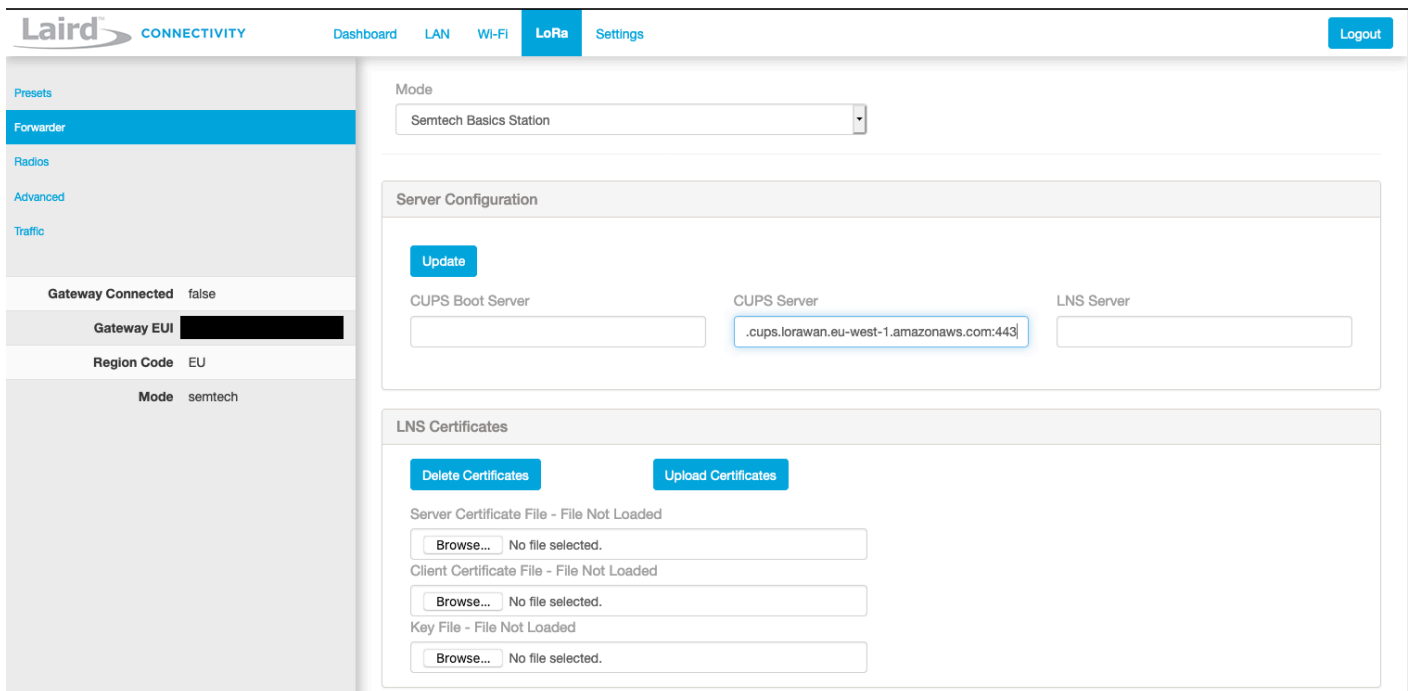 Laird™ CONNECTIVITY
Dashboard LAN Wi-Fi LoRa Settings Logout
Presets
Forwarder
Radios
Advanced
Traffic
Gateway Connected false
Gateway EUI
Region Code EU
Mode semtech
Mode
Semtech Basics Station
Server Configuration
Update
CUPS Boot Server CUPS Server LNS Server
.cups.lorawan.eu-west-1.amazonaws.com:443
LNS Certificates
Delete Certificates Upload Certificates
Server Certificate File - File Not Loaded
Browse... No file selected.
Client Certificate File - File Not Loaded
Browse... No file selected.
Key File - File Not Loaded
Browse... No file selected.